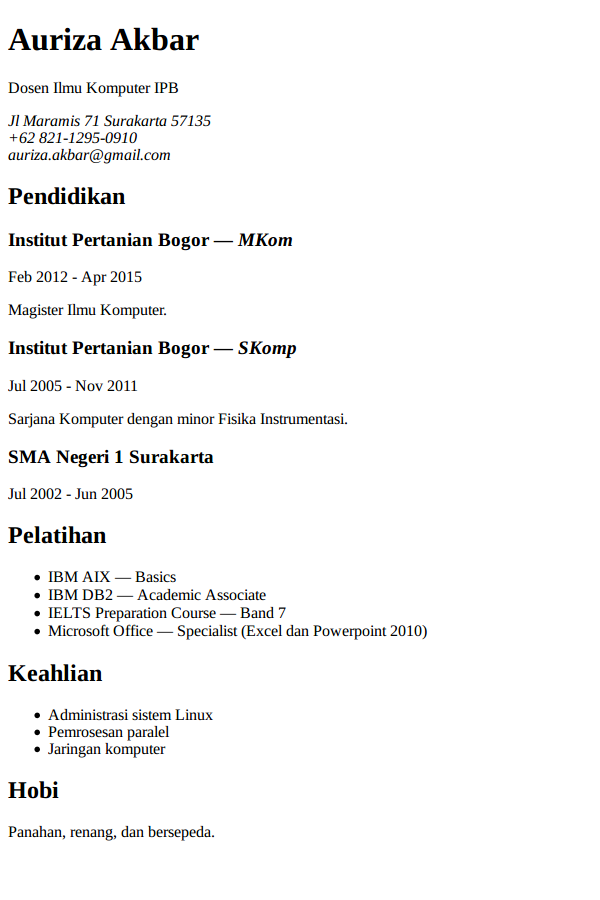 Auriza Akbar
Dosen Ilmu Komputer IPB
Jl Maramis 71 Surakarta 57135
+62 821-1295-0910
auriza.akbar@gmail.com
Pendidikan
Institut Pertanian Bogor — MKom
Feb 2012 - Apr 2015
Magister Ilmu Komputer.
Institut Pertanian Bogor — SKomp
Jul 2005 - Nov 2011
Sarjana Komputer dengan minor Fisika Instrumentasi.
SMA Negeri 1 Surakarta
Jul 2002 - Jun 2005
Pelatihan
• IBM AIX — Basics
• IBM DB2 — Academic Associate
• IELTS Preparation Course — Band 7
• Microsoft Office — Specialist (Excel dan Powerpoint 2010)
Keahlian
• Administrasi sistem Linux
• Pemrosesan paralel
• Jaringan komputer
Hobi
Panahan, renang, dan bersepeda.